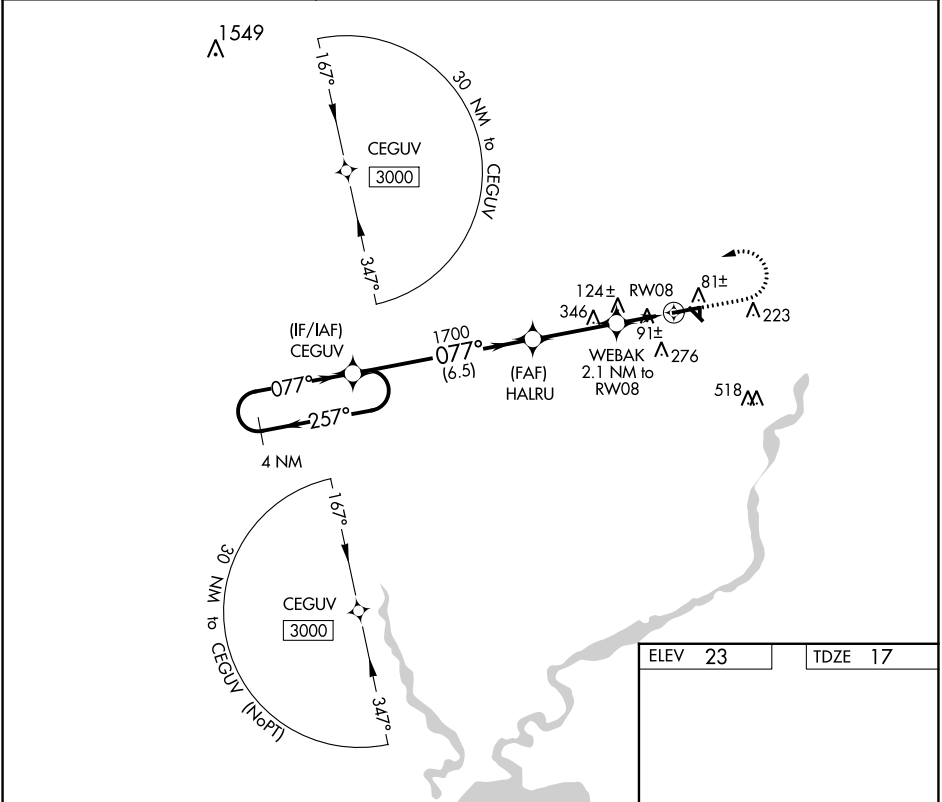 1549
167°
30 NM to CEGUV
CEGUV
3000
347°
(IF/IAF)
CEGUV
1700
077°
(6.5)
(FAF)
HALRU
346
124±
RW08
81±
91±
223
WEBAK
2.1 NM to
RW08
276
518
077°
257°
4 NM
167°
30 NM to CEGUV (NoPT)
CEGUV
3000
347°
ELEV 23
TDZE 17